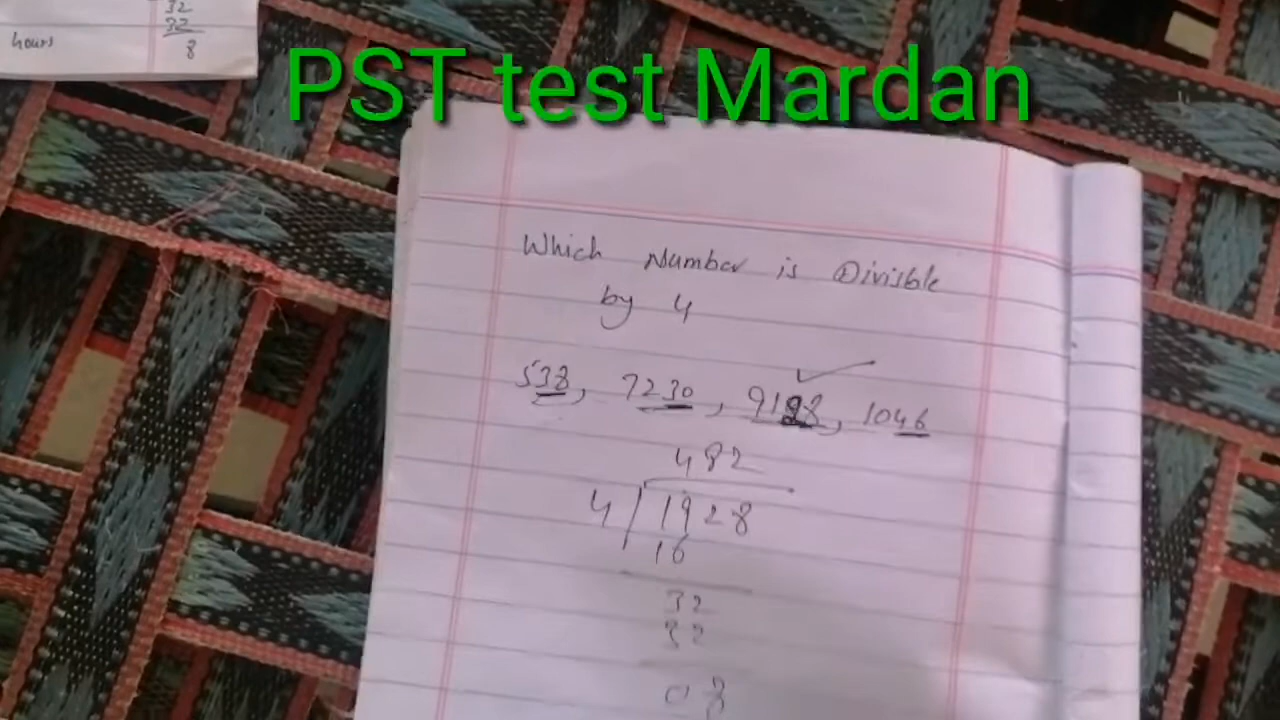 32
32
hours
8
PST test Mardan
Which Number is Divisible
by 4
538, 7230, 9128, 1046
482
4 1928
16
32
32
08